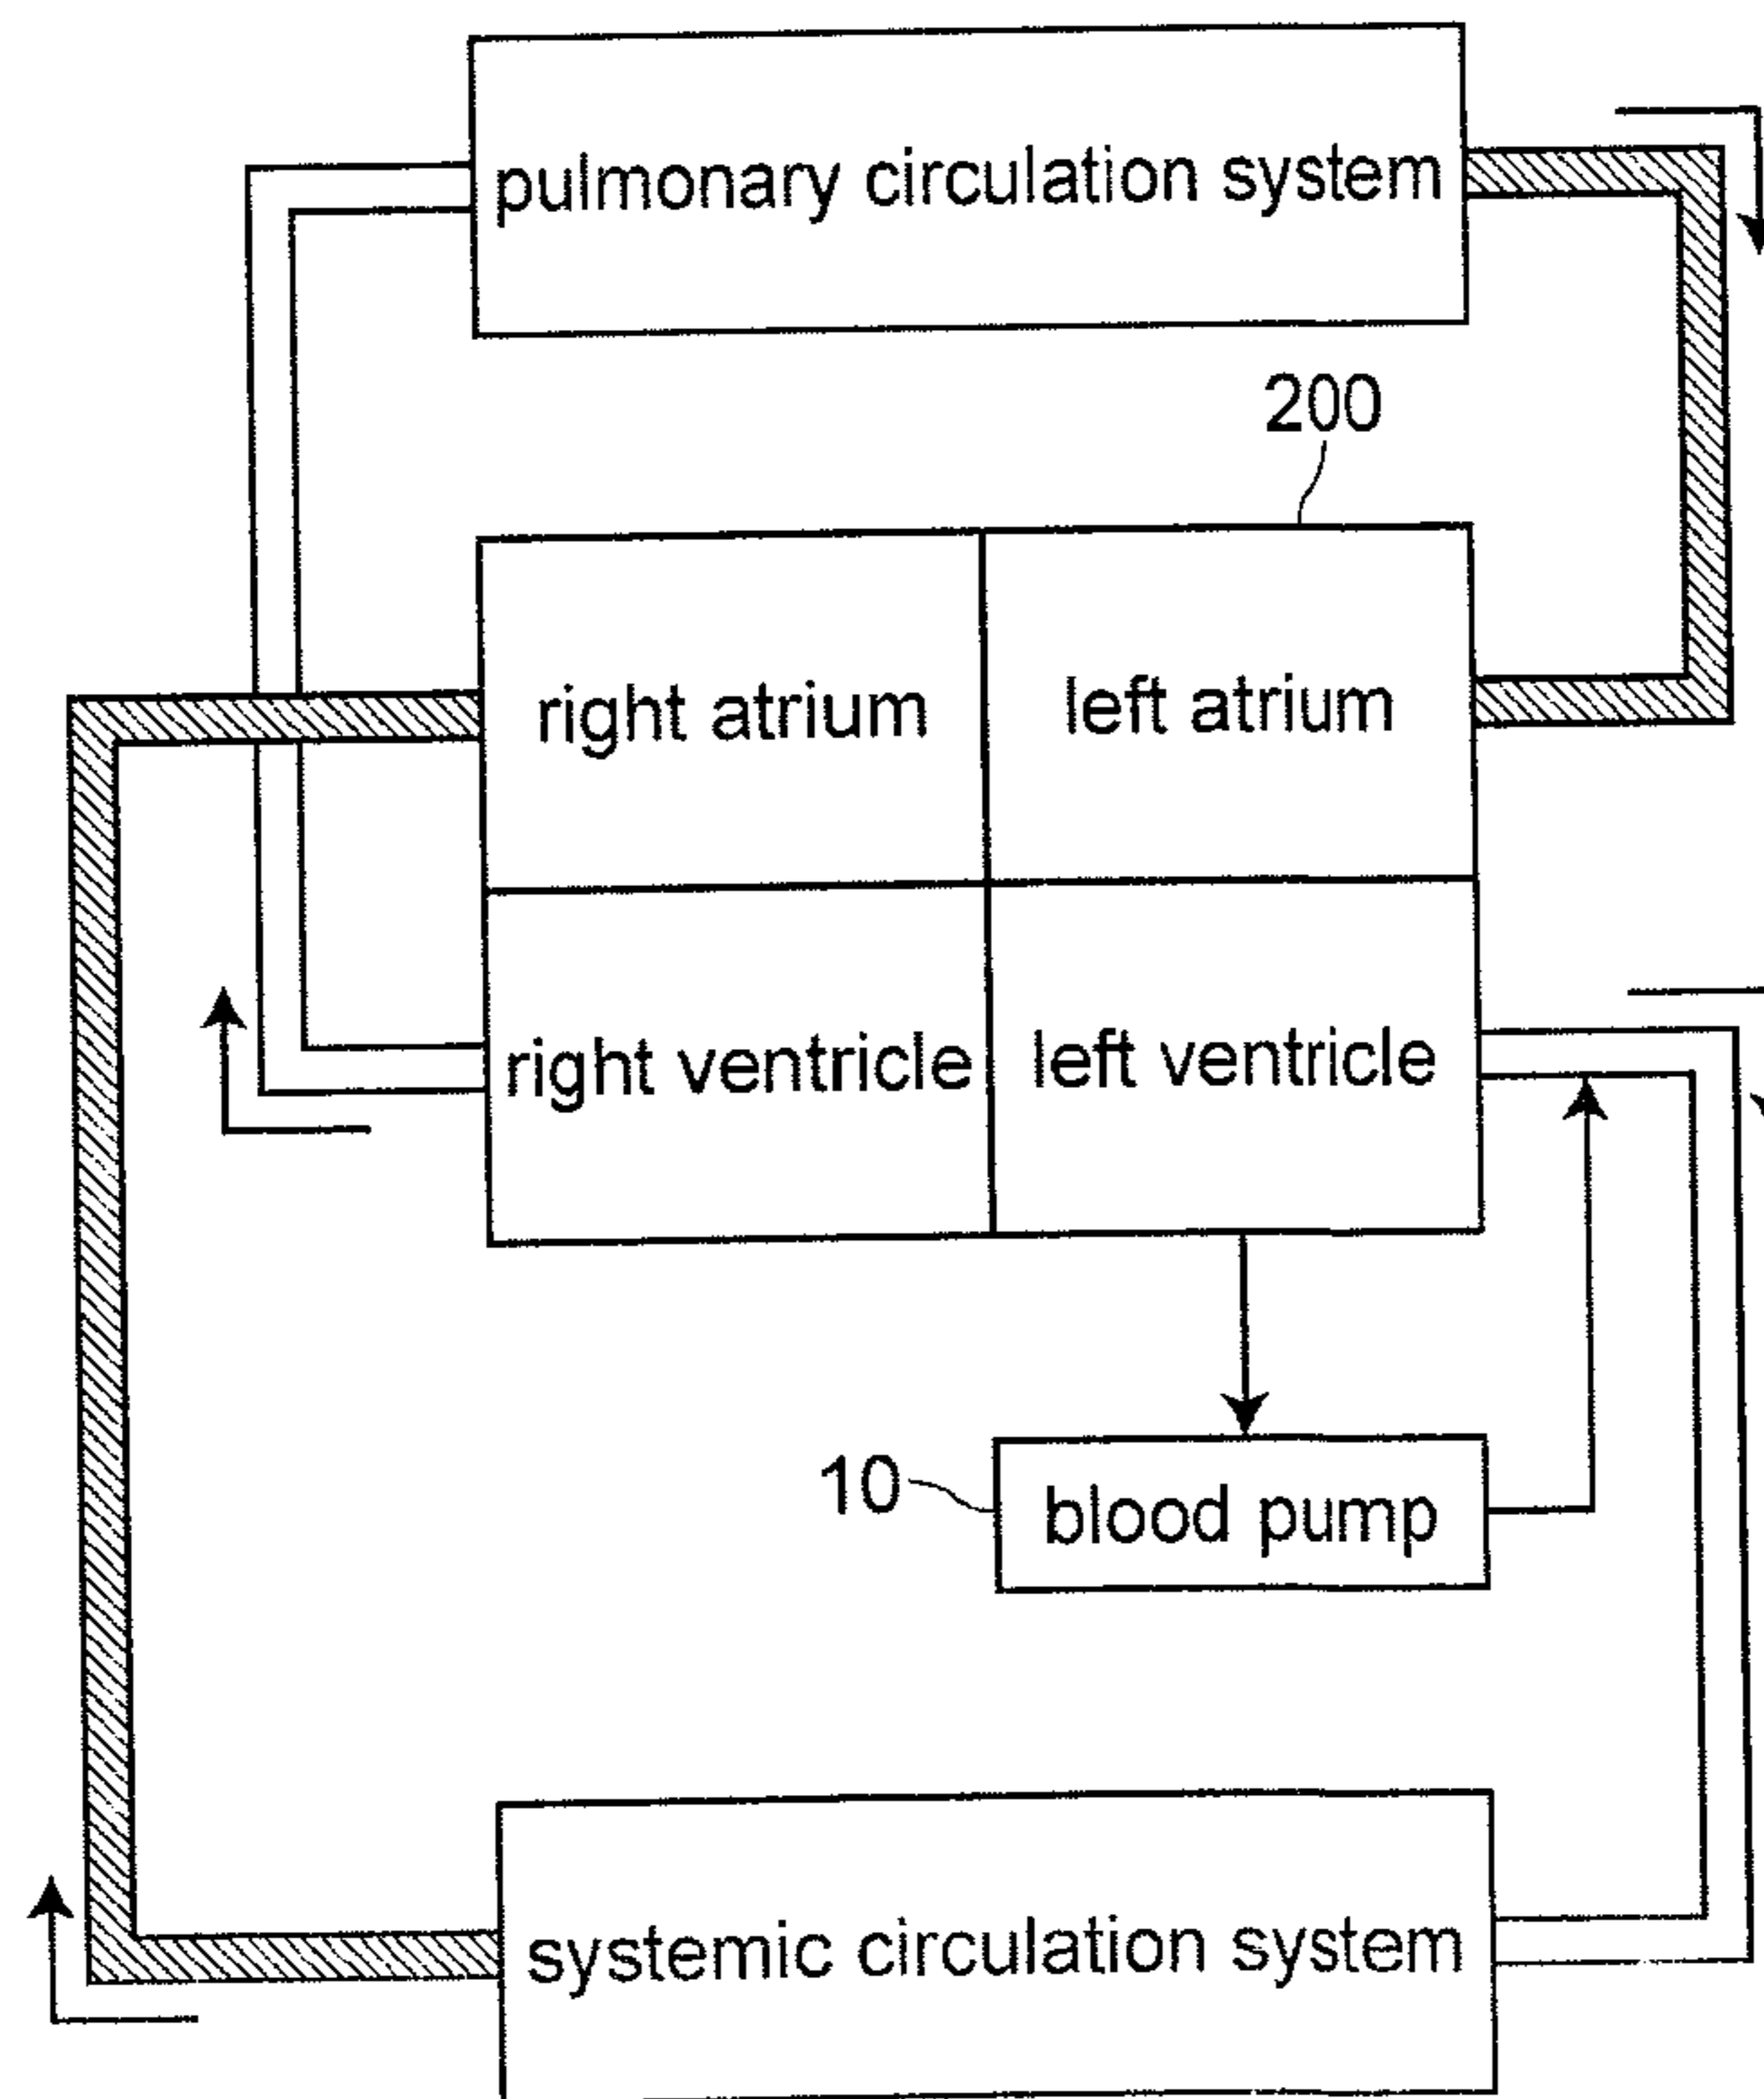 pulmonary circulation system
200
right atrium
left atrium
right ventricle
left ventricle
10
blood pump
systemic circulation system